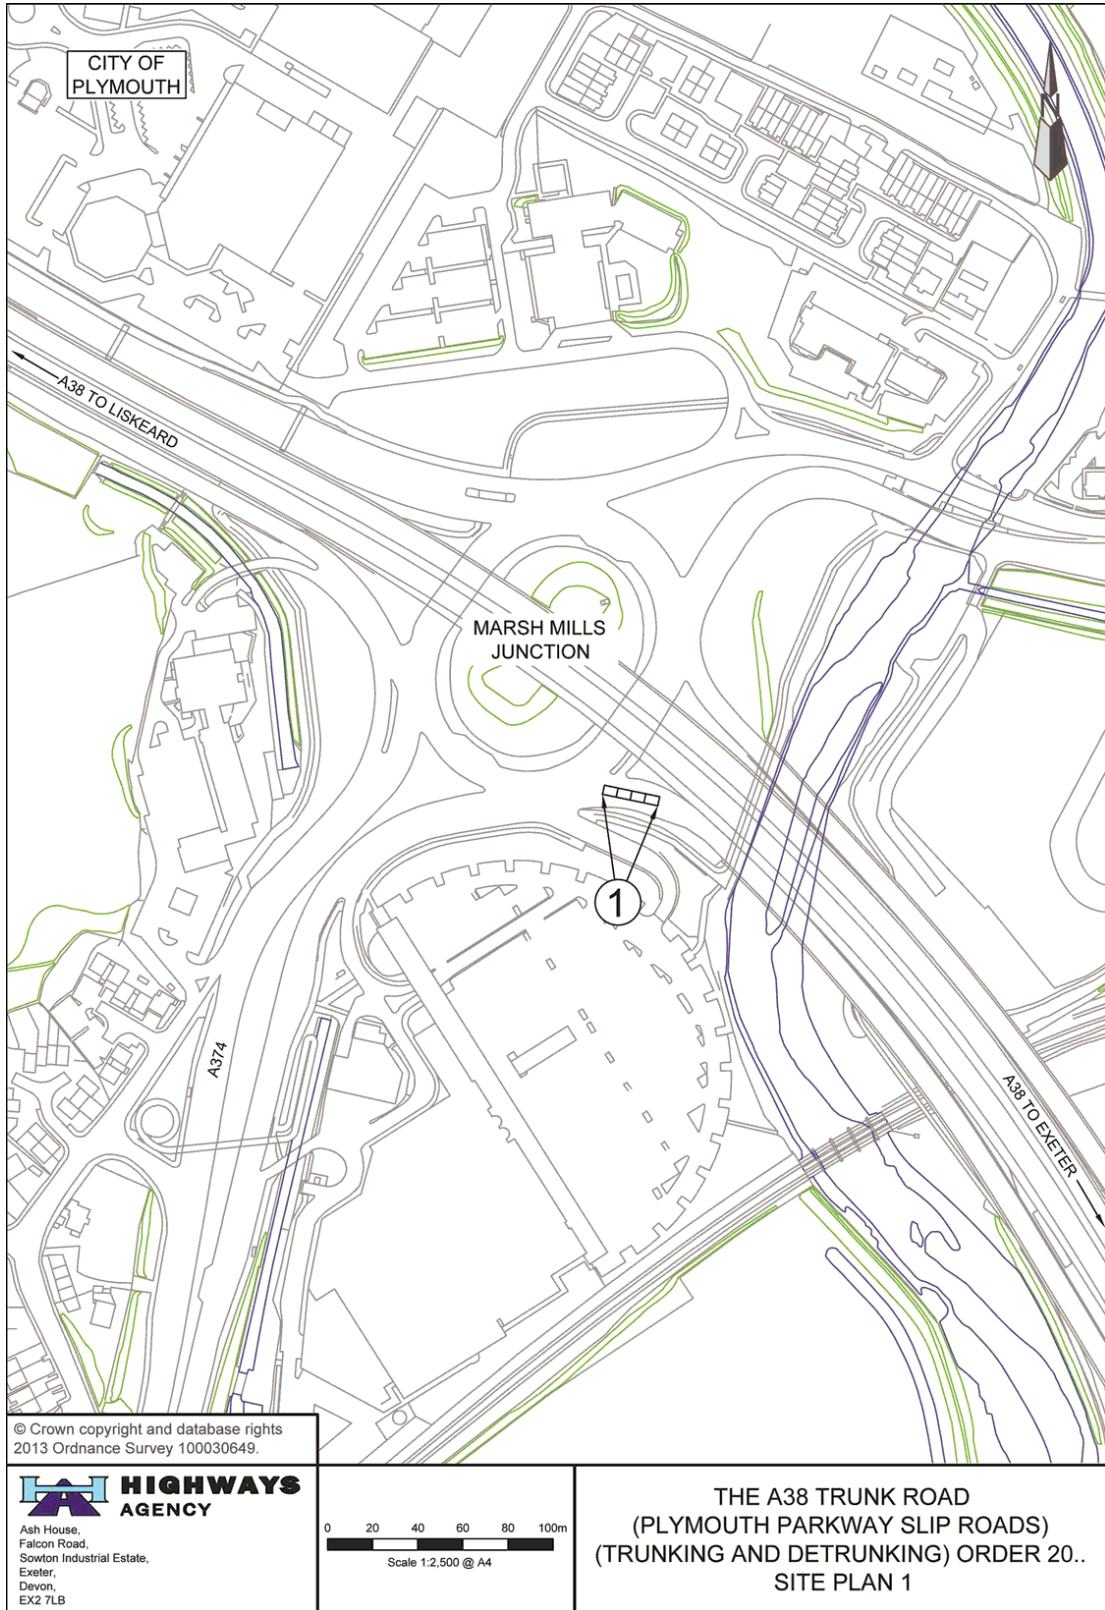 CITY OF
PLYMOUTH
N
A38 TO LISKEARD
MARSH MILLS
JUNCTION
1
A374
A38 TO EXETER
© Crown copyright and database rights
2013 Ordnance Survey 100030649.
HIGHWAYS
AGENCY
Ash House,
Falcon Road,
Sowton Industrial Estate,
Exeter,
Devon,
EX2 7LB
0 20 40 60 80 100m
Scale 1:2,500 @ A4
THE A38 TRUNK ROAD
(PLYMOUTH PARKWAY SLIP ROADS)
(TRUNKING AND DETRUNKING) ORDER 20..
SITE PLAN 1